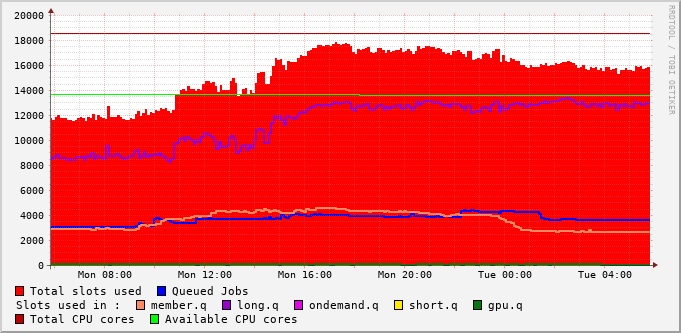 20000
18000
16000
14000
12000
10000
8000
6000
4000
2000
0
Mon 08:00 Mon 12:00 Mon 16:00 Mon 20:00 Tue 00:00 Tue 04:00
RRDTOOL / TOBI OETIKER
Total slots used Queued Jobs
Slots used in : member.q long.q ondemand.q short.q gpu.q
Total CPU cores Available CPU cores